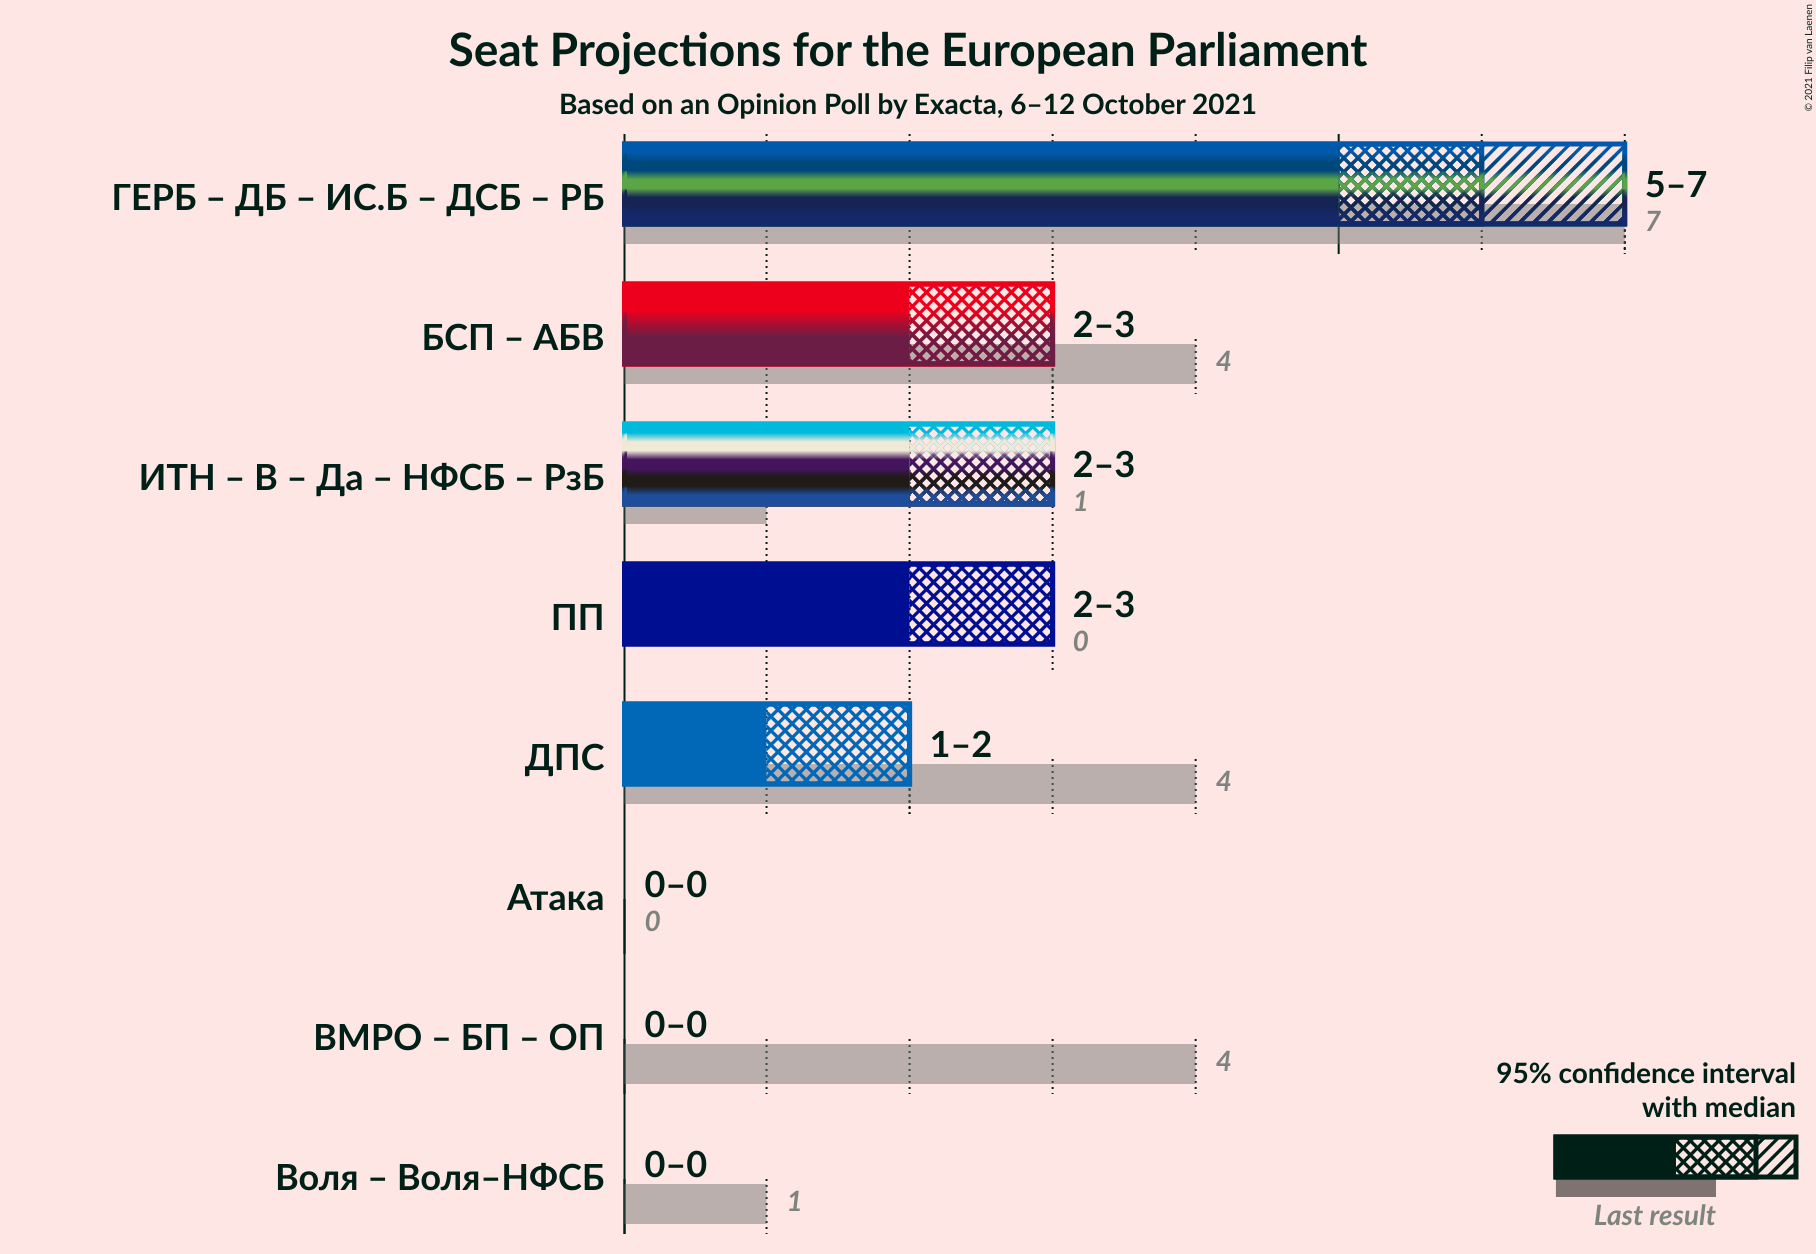 Seat Projections for the European Parliament
Based on an Opinion Poll by Exacta, 6–12 October 2021
© 2021 Filip van Laenen
ГЕРБ – ДБ – ИС.Б – ДСБ – РБ
5–7
7
БСП – АБВ
2–3
4
ИТН – В – Да – НФСБ – РзБ
2–3
1
ПП
2–3
0
ДПС
1–2
4
Атака
0–0
0
ВМРО – БП – ОП
0–0
4
Воля – Воля–НФСБ
0–0
1
95% confidence interval
with median
Last result